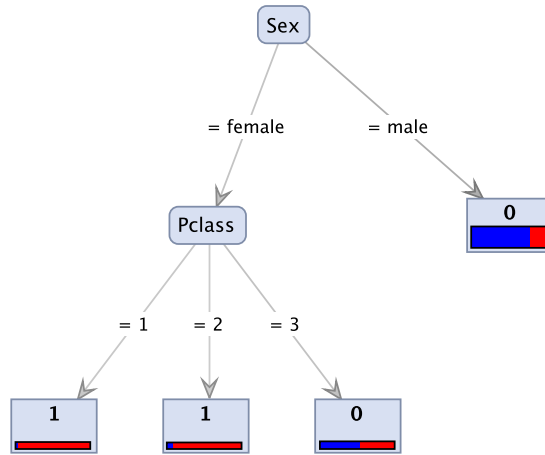 Sex
= female
= male
0
Pclass
= 1
= 2
= 3
1
1
0